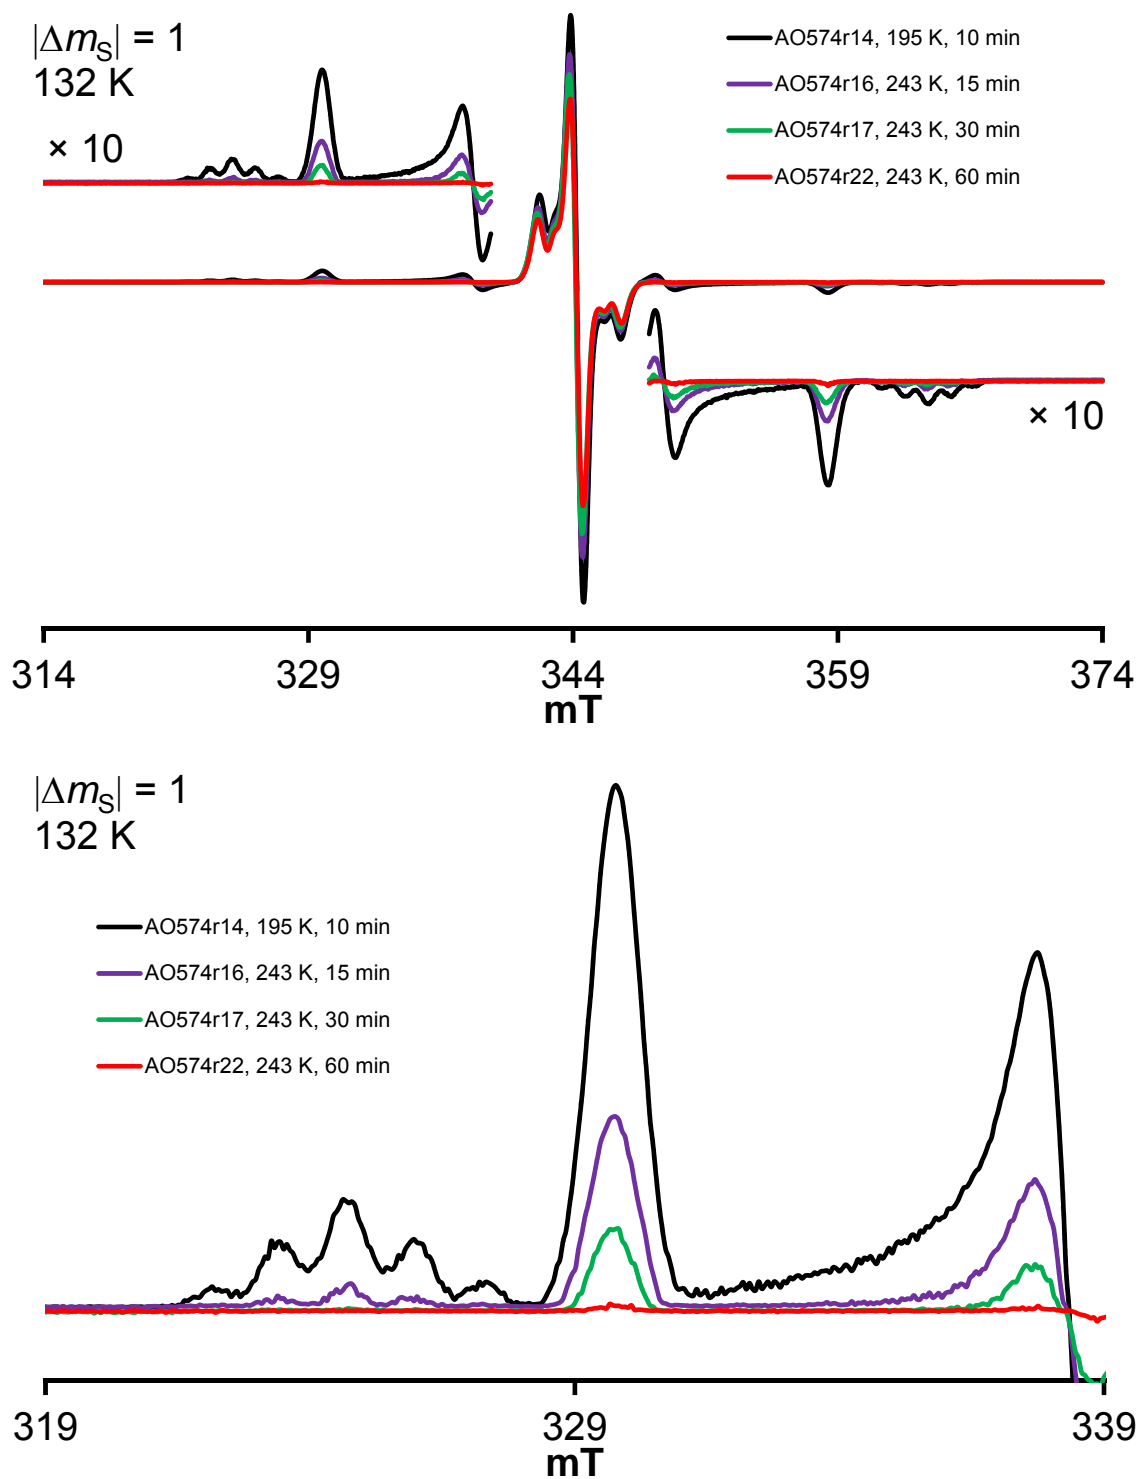 |ΔmS| = 1
132 K
× 10
AO574r14, 195 K, 10 min
AO574r16, 243 K, 15 min
AO574r17, 243 K, 30 min
AO574r22, 243 K, 60 min
× 10
314 329 344 359 374
mT
|ΔmS| = 1
132 K
AO574r14, 195 K, 10 min
AO574r16, 243 K, 15 min
AO574r17, 243 K, 30 min
AO574r22, 243 K, 60 min
319 329 339
mT